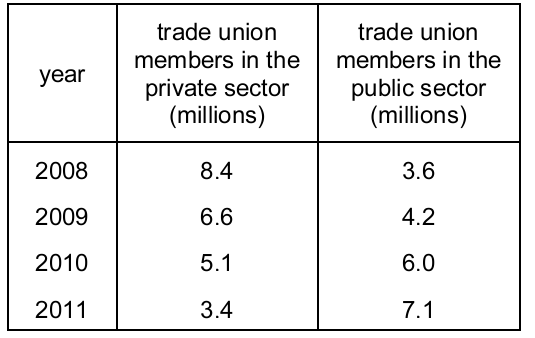 year
trade union
members in the
private sector
(millions)
trade union
members in the
public sector
(millions)
2008 8.4 3.6
2009 6.6 4.2
2010 5.1 6.0
2011 3.4 7.1